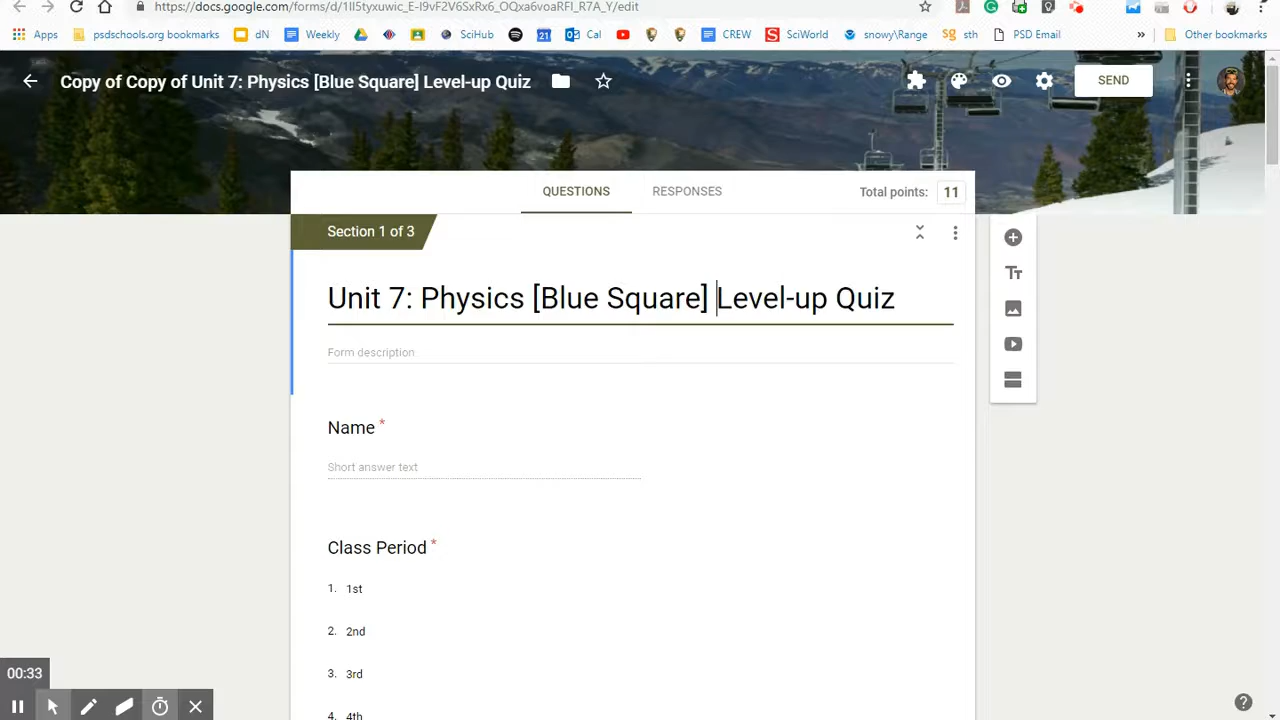 https://docs.google.com/forms/d/1II5tyxuwic_E-I9vF2V6SxRx6_OQxa6voaRFI_R7A_Y/edit
Apps psdschools.org bookmarks dN Weekly SciHub 21 Cal CREW SciWorld snowy\Range sg sth PSD Email » Other bookmarks
Copy of Copy of Unit 7: Physics [Blue Square] Level-up Quiz SEND
QUESTIONS RESPONSES Total points: 11
Section 1 of 3
Unit 7: Physics [Blue Square] Level-up Quiz
Form description
Name *
Short answer text
Class Period *
1. 1st
2. 2nd
3. 3rd
4. 4th
00:33